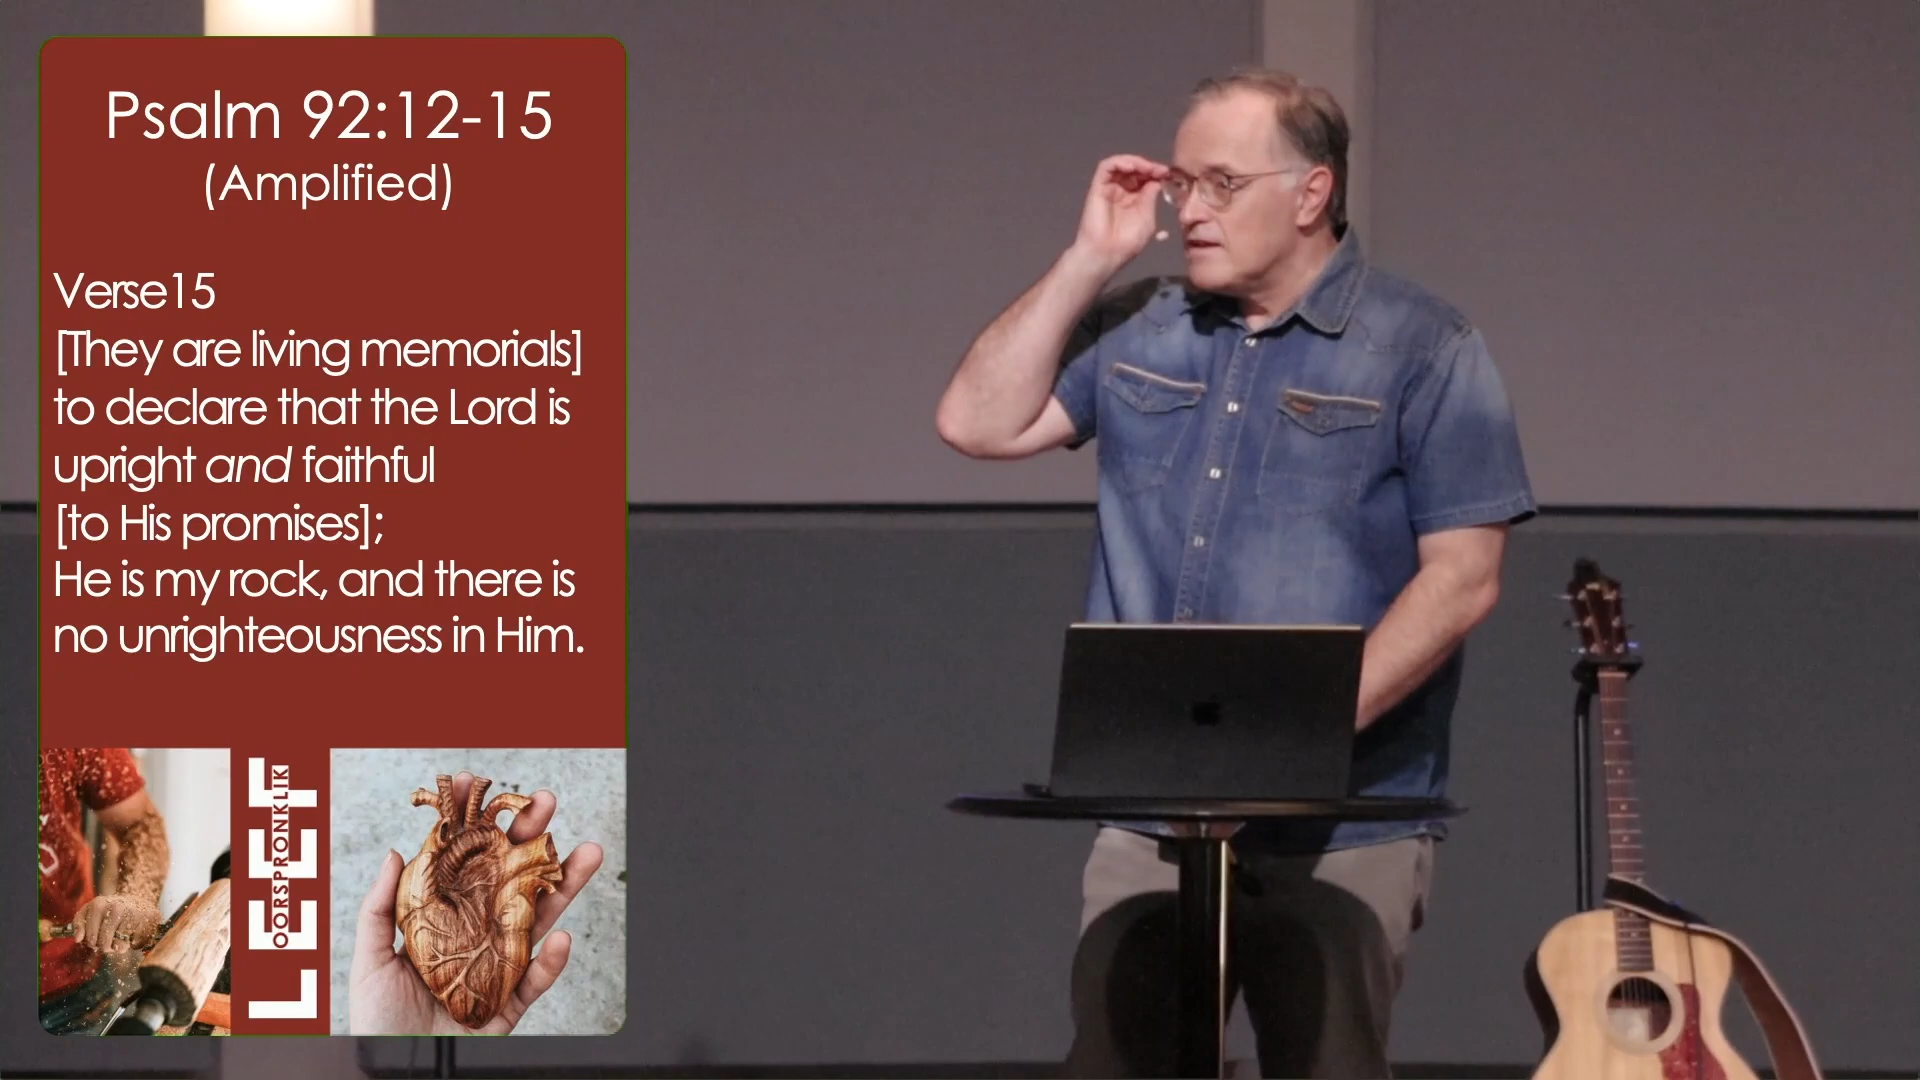 Psalm 92:12-15
(Amplified)
Verse15
[They are living memorials]
to declare that the Lord is
upright and faithful
[to His promises];
He is my rock, and there is
no unrighteousness in Him.
LEEF
OORSPRONKLIK